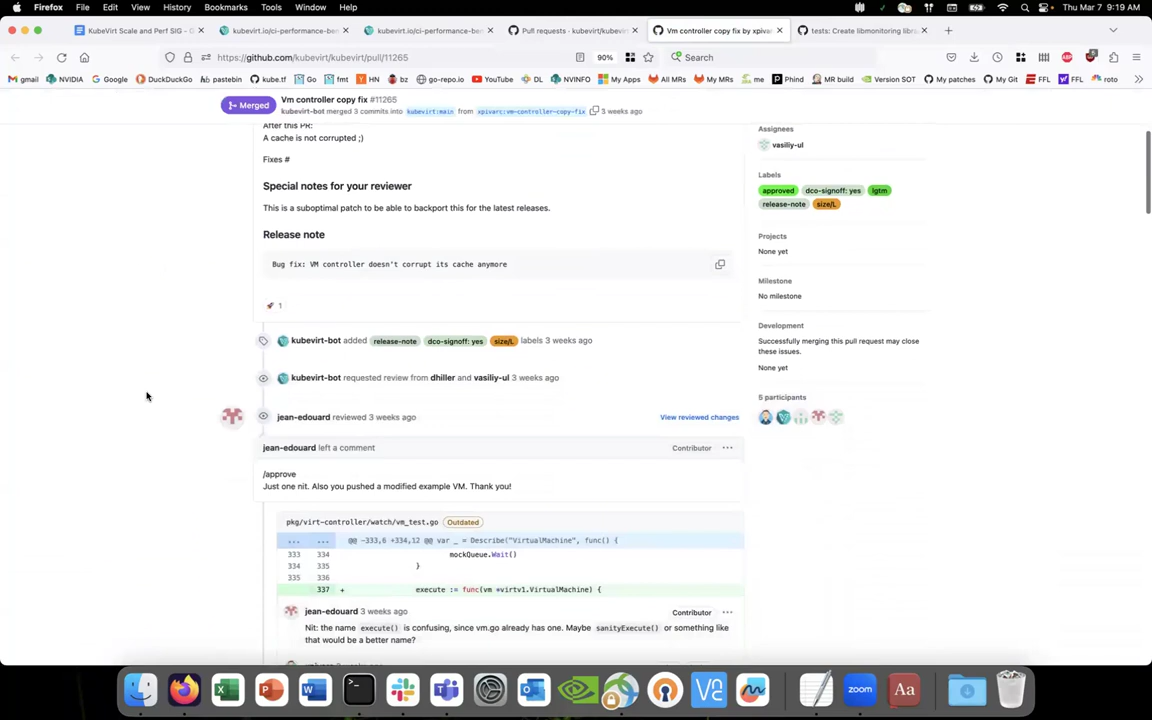 Firefox File Edit View History Bookmarks Tools Window Help
Thu Mar 7 9:19 AM
KubeVirt Scale and Perf SIG -
kubevirt.io/ci-performance-ben
kubevirt.io/ci-performance-ben
Pull requests · kubevirt/kubevirt
Vm controller copy fix by xpivar
tests: Create libmonitoring libra
https://github.com/kubevirt/kubevirt/pull/11265
90%
Search
gmail NVIDIA Google DuckDuckGo pastebin kube.tf Go fmt HN bw go-repo.io YouTube DL NVINFO My Apps All MRs My MRs me Phind MR build Version SOT My patches My Git FFL FFL roto
Merged
Vm controller copy fix #11265
kubevirt-bot merged 3 commits into kubevirt:main from xpivarc:vm-controller-copy-fix 3 weeks ago
After this PR:
A cache is not corrupted ;)
Fixes #
Special notes for your reviewer
This is a suboptimal patch to be able to backport this for the latest releases.
Release note
Bug fix: VM controller doesn't corrupt its cache anymore
🚀 1
kubevirt-bot added release-note dco-signoff: yes size/L labels 3 weeks ago
kubevirt-bot requested review from dhiller and vasiliy-ul 3 weeks ago
jean-edouard reviewed 3 weeks ago
View reviewed changes
jean-edouard left a comment
Contributor ···
/approve
Just one nit. Also you pushed a modified example VM. Thank you!
pkg/virt-controller/watch/vm_test.go Outdated
... ... @@ -333,6 +334,12 @@ var _ = Describe("VirtualMachine", func() {
333 334 mockQueue.Wait()
334 335 }
335 336
337 + execute := func(vm *virtv1.VirtualMachine) {
jean-edouard 3 weeks ago
Contributor ···
Nit: the name execute() is confusing, since vm.go already has one. Maybe sanityExecute() or something like
that would be a better name?
Assignees
vasiliy-ul
Labels
approved dco-signoff: yes lgtm
release-note size/L
Projects
None yet
Milestone
No milestone
Development
Successfully merging this pull request may close
these issues.
None yet
5 participants
zoom
Aa